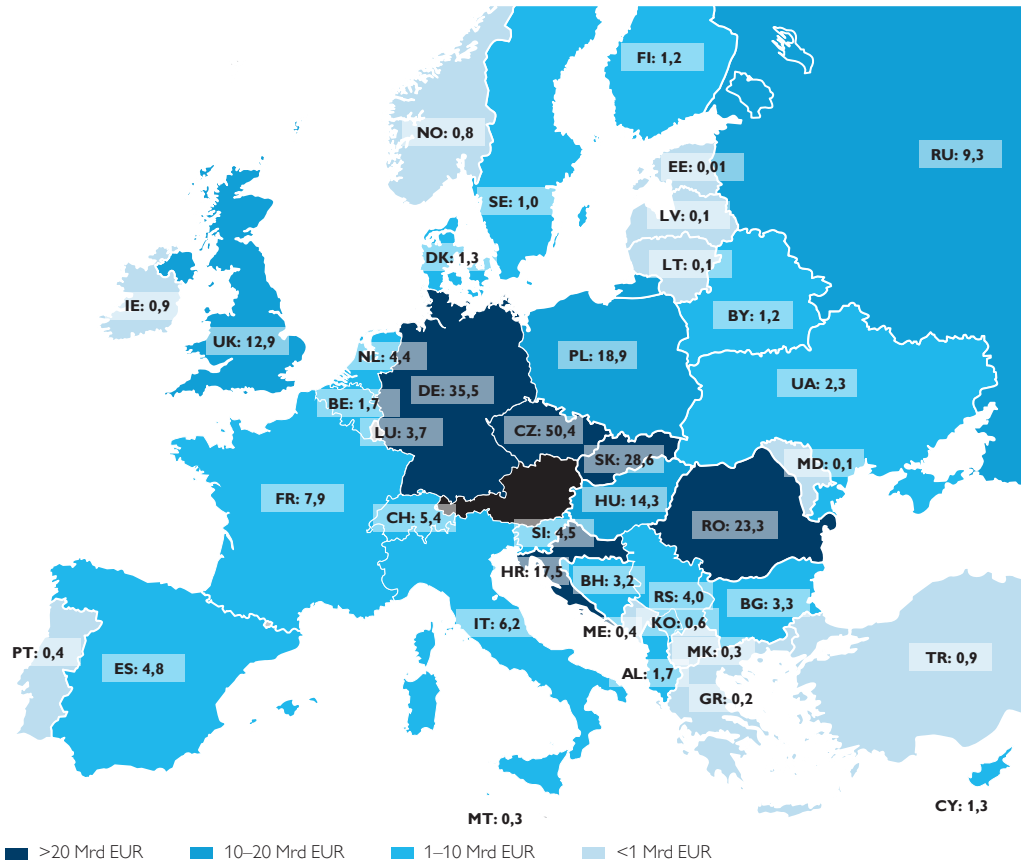 FI: 1,2
NO: 0,8
RU: 9,3
EE: 0,01
SE: 1,0
LV: 0,1
DK: 1,3
LT: 0,1
IE: 0,9
BY: 1,2
UK: 12,9
NL: 4,4
PL: 18,9
UA: 2,3
DE: 35,5
BE: 1,7
LU: 3,7
CZ: 50,4
SK: 28,6
MD: 0,1
FR: 7,9
HU: 14,3
CH: 5,4
RO: 23,3
SI: 4,5
HR: 17,5
BH: 3,2
RS: 4,0
BG: 3,3
IT: 6,2
ME: 0,4
KO: 0,6
PT: 0,4
MK: 0,3
TR: 0,9
ES: 4,8
AL: 1,7
GR: 0,2
CY: 1,3
MT: 0,3
>20 Mrd EUR 10–20 Mrd EUR 1–10 Mrd EUR <1 Mrd EUR